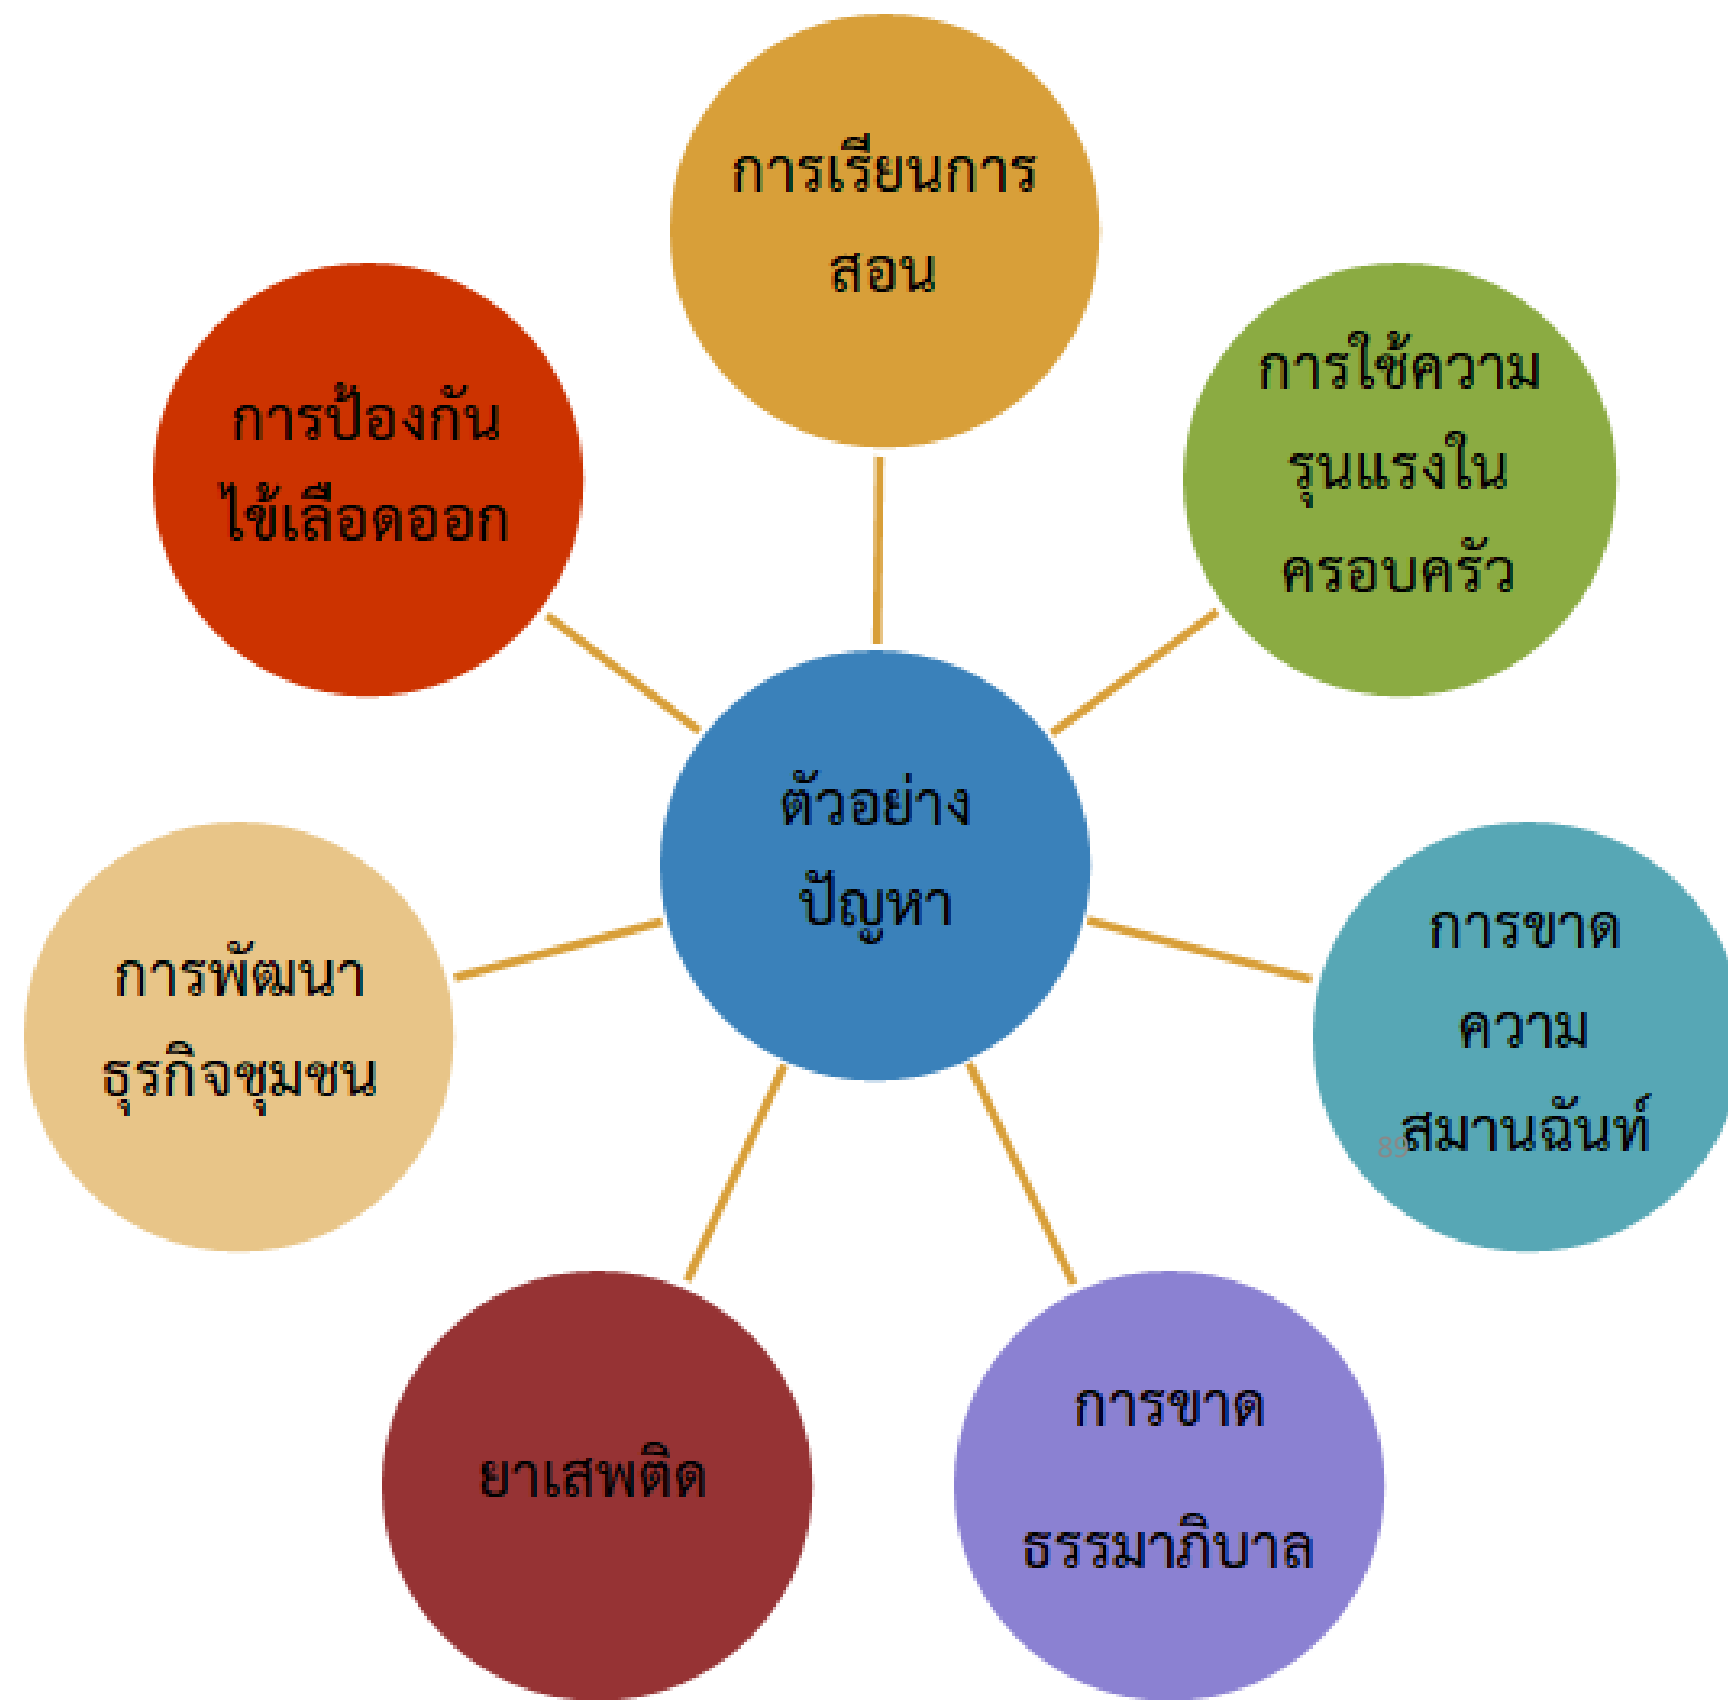 การเรียนการ
สอน
การใช้ความ
รุนแรงใน
ครอบครัว
การขาด
ความ
สมานฉันท์
89
การขาด
ธรรมาภิบาล
ยาเสพติด
การพัฒนา
ธุรกิจชุมชน
การป้องกัน
ไข้เลือดออก
ตัวอย่าง
ปัญหา